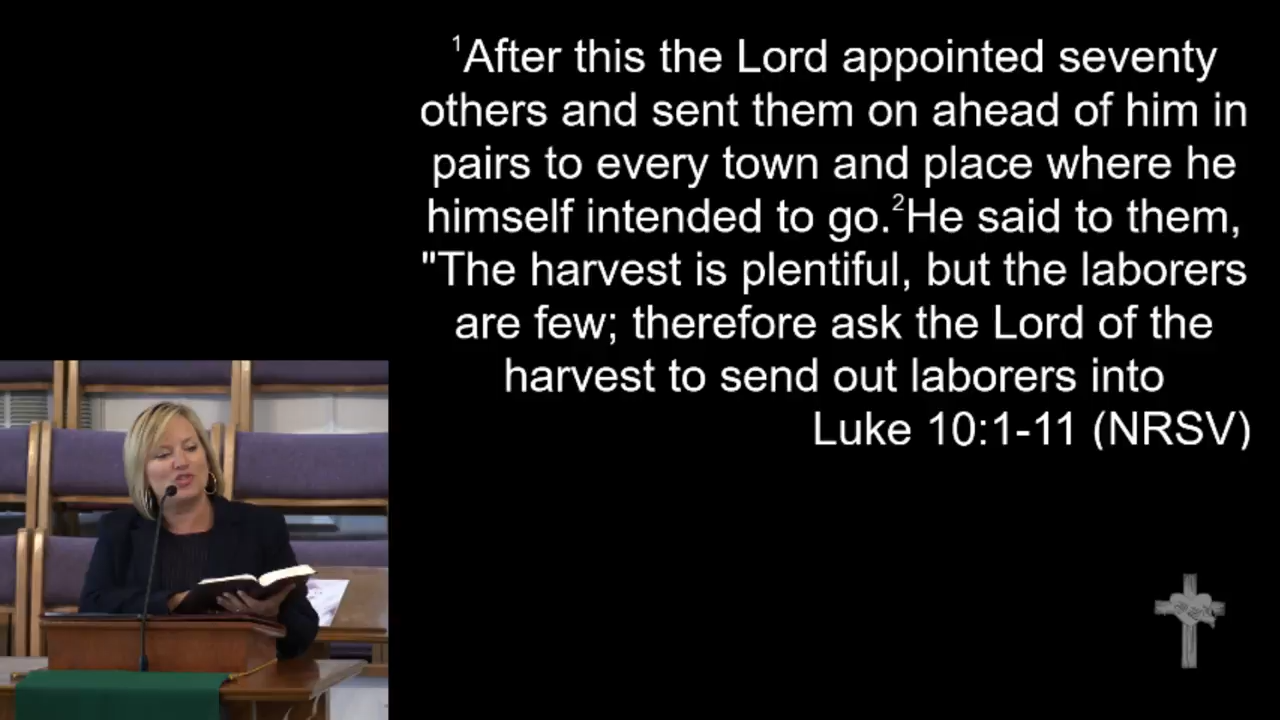 ¹After this the Lord appointed seventy
others and sent them on ahead of him in
pairs to every town and place where he
himself intended to go.²He said to them,
"The harvest is plentiful, but the laborers
are few; therefore ask the Lord of the
harvest to send out laborers into
Luke 10:1-11 (NRSV)